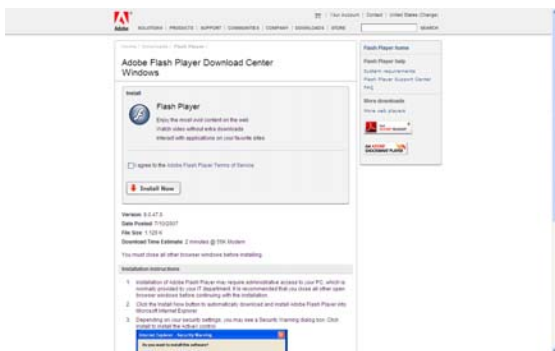 Your Account | Contact | United States (Change)
Adobe
SOLUTIONS | PRODUCTS | SUPPORT | COMMUNITIES | COMPANY | DOWNLOADS | STORE
SEARCH
Home / Downloads / Flash Player /
Adobe Flash Player Download Center
Windows
Install
Flash Player
Enjoy the most vivid content on the web
Watch video without extra downloads
Interact with applications on your favorite sites
I agree to the Adobe Flash Player Terms of Service
Install Now
Version 9.0.47.0
Date Posted 7/10/2007
File Size
Download Time Estimate: 2 minutes @ 56K Modem
You must close all other browser windows before installing.
Installation instructions
1. Installation of Adobe Flash Player may require administrative access to your PC, which is
normally provided by your IT department. It is recommended that you close all other open
browser windows before continuing with the installation.
2. Click the Install Now button to automatically download and install Adobe Flash Player into
Microsoft Internet Explorer.
3. Depending on your security settings, you may see a Security Warning dialog box. Click
Install to install the ActiveX control.
Internet Explorer - Security Warning
Do you want to install this software?
Flash Player home
Flash Player help
System requirements
Flash Player Support Center
FAQ
More downloads
More web players